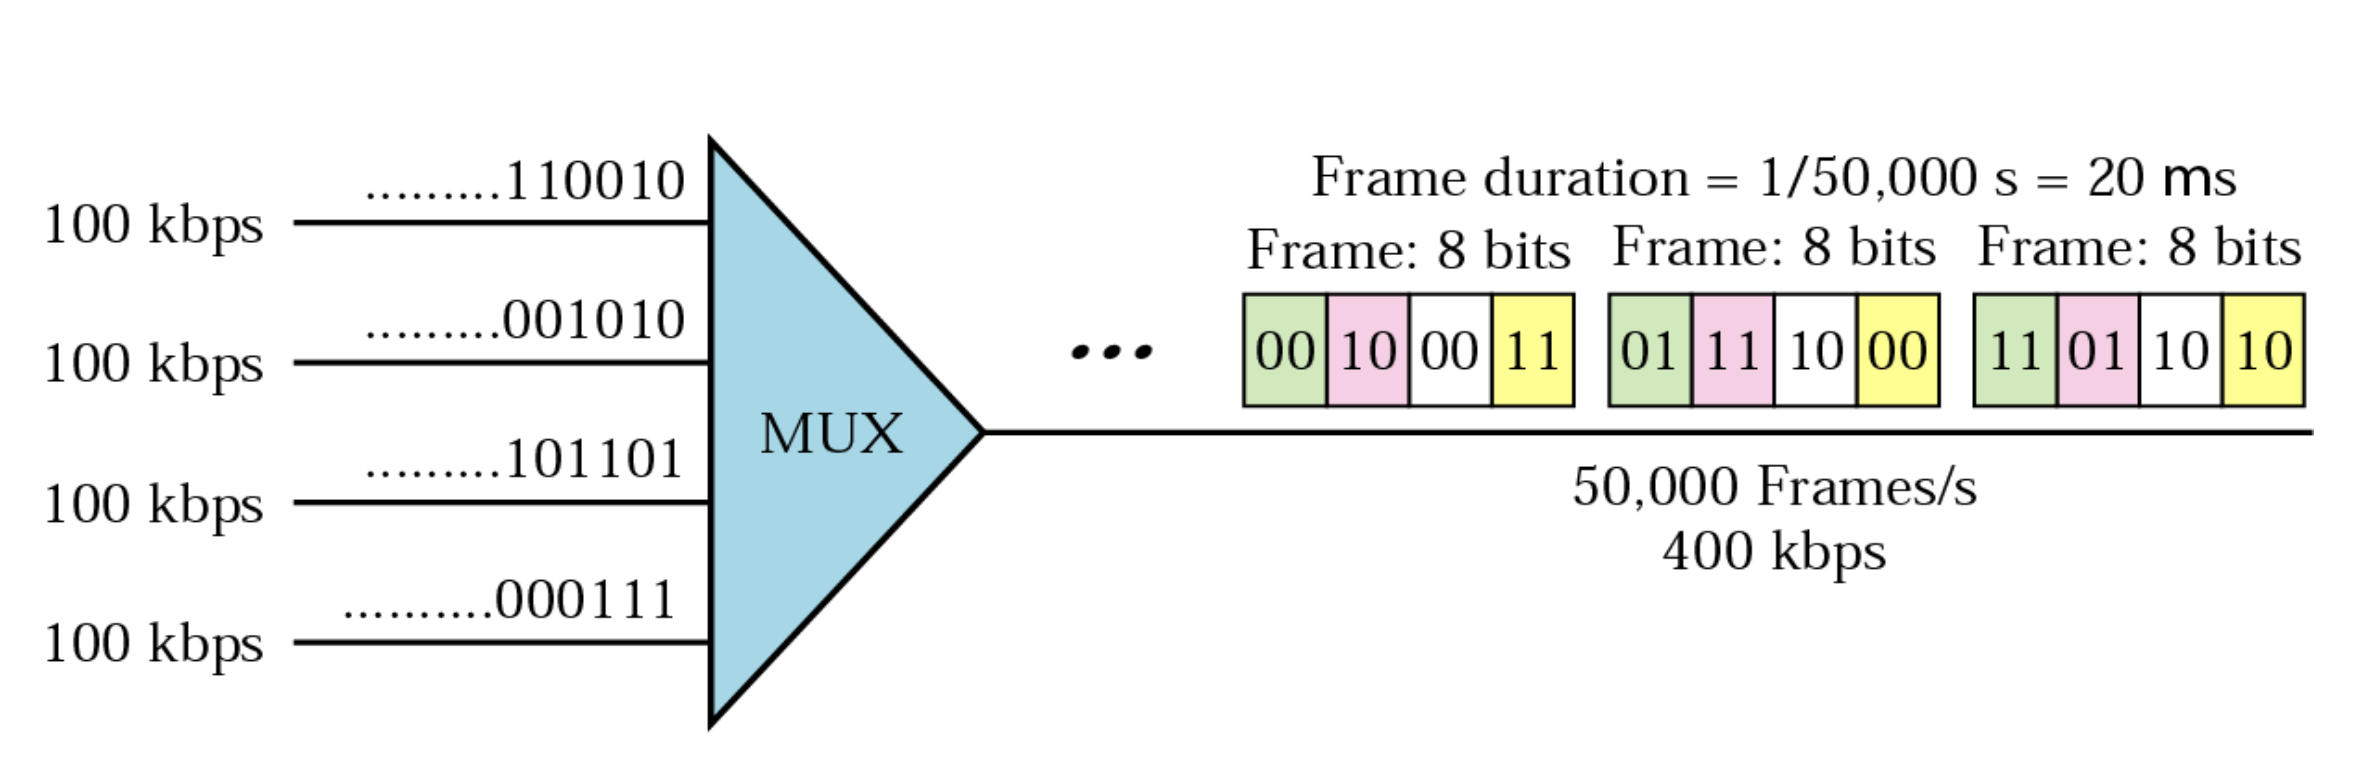 .........110010
100 kbps
.........001010
100 kbps
.........101101
100 kbps
..........000111
100 kbps
MUX
...
Frame duration = 1/50,000 s = 20 ms
Frame: 8 bits Frame: 8 bits Frame: 8 bits
00 10 00 11 01 11 10 00 11 01 10 10
50,000 Frames/s
400 kbps